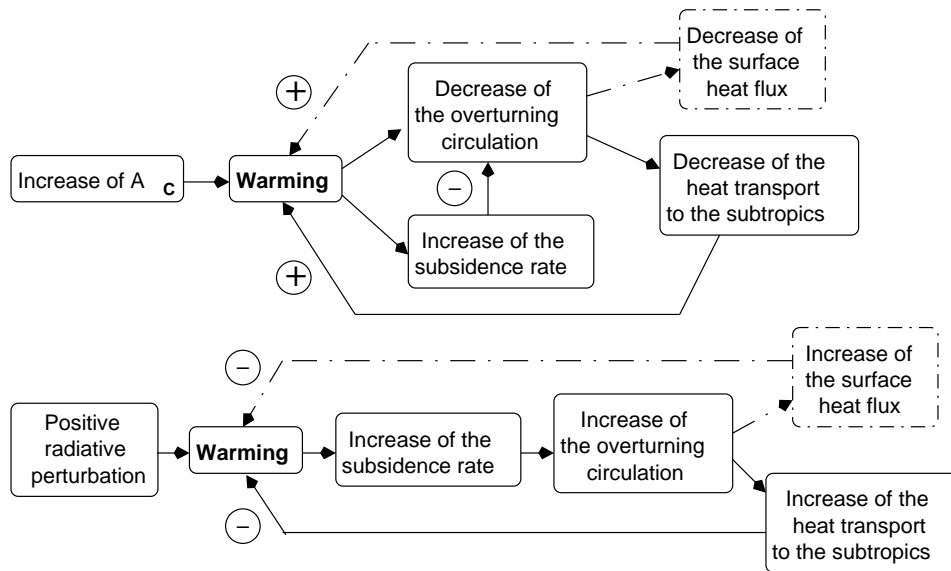 Decrease of
the surface
heat flux
+
Decrease of
the overturning
circulation
Increase of A C
Warming
−
Decrease of the
heat transport
to the subtropics
Increase of the
subsidence rate
+
−
Increase of
the surface
heat flux
Positive
radiative
perturbation
Warming
Increase of the
subsidence rate
Increase of
the overturning
circulation
−
Increase of the
heat transport
to the subtropics